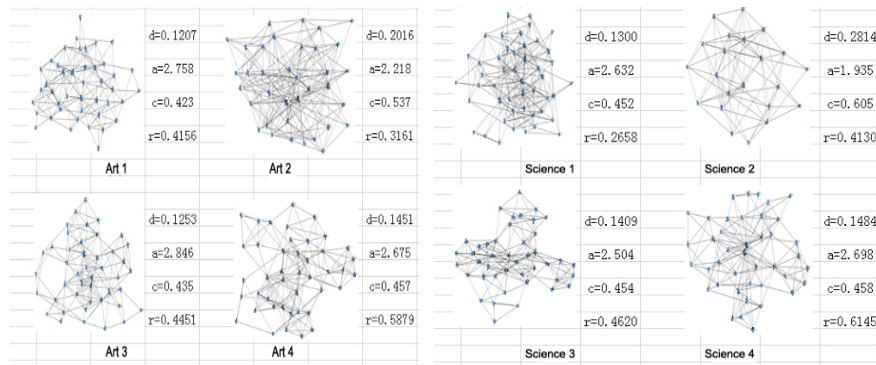 d=0.1207
a=2.758
c=0.423
r=0.4156
Art 1
d=0.2016
a=2.218
c=0.537
r=0.3161
Art 2
d=0.1300
a=2.632
c=0.452
r=0.2658
Science 1
d=0.2814
a=1.935
c=0.605
r=0.4130
Science 2
d=0.1253
a=2.846
c=0.435
r=0.4451
Art 3
d=0.1451
a=2.675
c=0.457
r=0.5879
Art 4
d=0.1409
a=2.504
c=0.454
r=0.4620
Science 3
d=0.1484
a=2.698
c=0.458
r=0.6145
Science 4